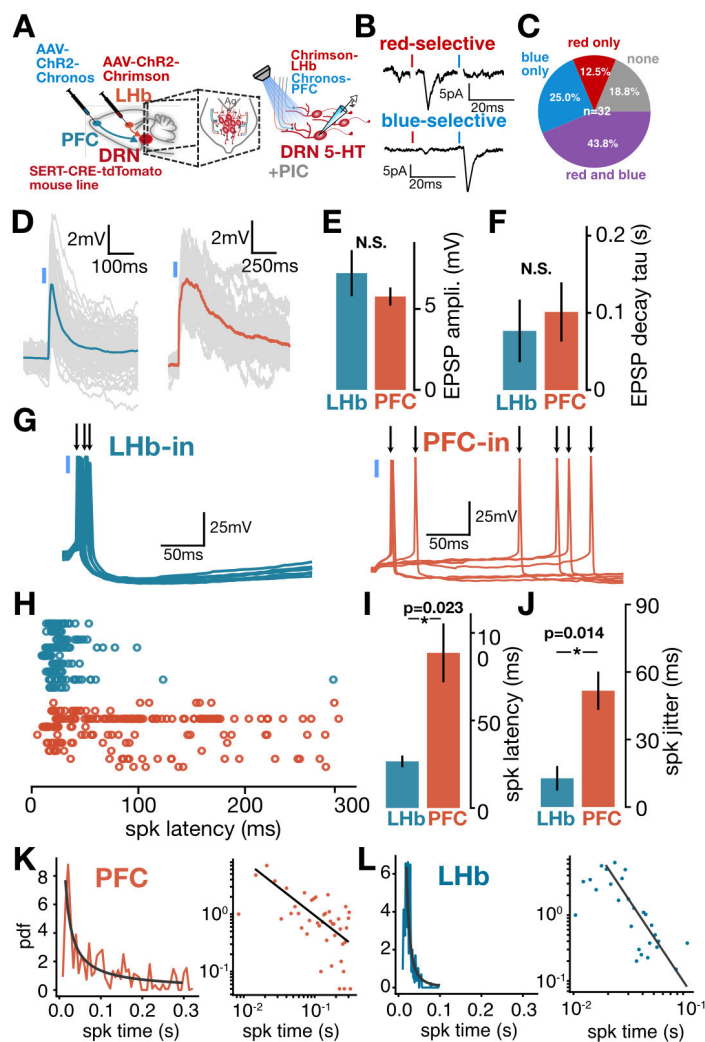 A
AAV-
ChR2-
Chronos
AAV-ChR2-
Chrimson
LHb
PFC
DRN
SERT-CRE-tdTomato
mouse line
Aq
Chrimson-
LHb
Chronos-
PFC
DRN 5-HT
+PIC
B
red-selective
5pA
20ms
blue-selective
5pA
20ms
C
red only
none
blue
only
12.5%
25.0%
18.8%
n=32
43.8%
red and blue
D
2mV
100ms
2mV
250ms
E
N.S.
5
0
EPSP ampli. (mV)
LHb
PFC
F
N.S.
0.2
0.1
0
EPSP decay tau (s)
LHb
PFC
G
LHb-in
25mV
50ms
PFC-in
25mV
50ms
H
0
100
200
300
spk latency (ms)
I
p=0.023
*
10
0
50
0
spk latency (ms)
LHb
PFC
J
p=0.014
*
90
60
30
0
spk jitter (ms)
LHb
PFC
K
PFC
8
6
4
2
0
pdf
0.0
0.1
0.2
0.3
spk time (s)
10⁰
10⁻¹
10⁻²
10⁻¹
spk time (s)
L
LHb
6
4
2
0
0.0
0.1
0.2
0.3
spk time (s)
10⁰
10⁻¹
10⁻²
10⁻¹
spk time (s)